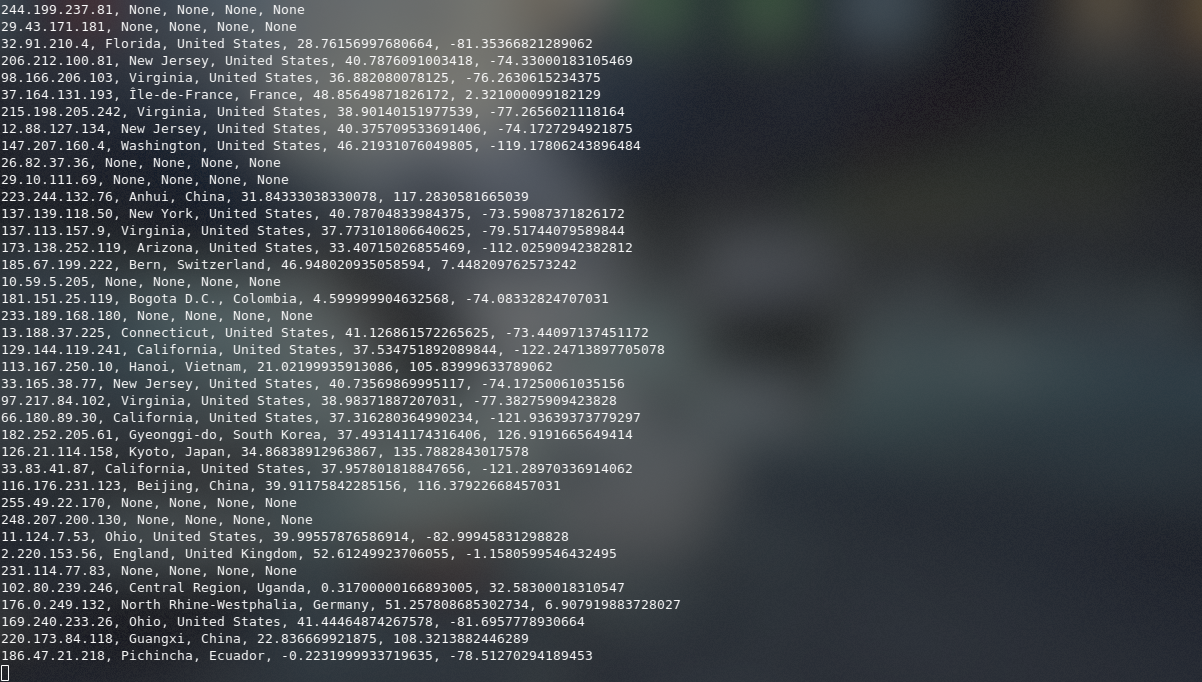 244.199.237.81, None, None, None, None
29.43.171.181, None, None, None, None
32.91.210.4, Florida, United States, 28.76156997680664, -81.35366821289062
206.212.100.81, New Jersey, United States, 40.7876091003418, -74.33000183105469
98.166.206.103, Virginia, United States, 36.882080078125, -76.2630615234375
37.164.131.193, Île-de-France, France, 48.85649871826172, 2.321000099182129
215.198.205.242, Virginia, United States, 38.90140151977539, -77.2656021118164
12.88.127.134, New Jersey, United States, 40.375709533691406, -74.1727294921875
147.207.160.4, Washington, United States, 46.21931076049805, -119.17806243896484
26.82.37.36, None, None, None, None
29.10.111.69, None, None, None, None
223.244.132.76, Anhui, China, 31.84333038330078, 117.2830581665039
137.139.118.50, New York, United States, 40.78704833984375, -73.59087371826172
137.113.157.9, Virginia, United States, 37.773101806640625, -79.51744079589844
173.138.252.119, Arizona, United States, 33.40715026855469, -112.02590942382812
185.67.199.222, Bern, Switzerland, 46.948020935058594, 7.448209762573242
10.59.5.205, None, None, None, None
181.151.25.119, Bogota D.C., Colombia, 4.599999904632568, -74.08332824707031
233.189.168.180, None, None, None, None
13.188.37.225, Connecticut, United States, 41.126861572265625, -73.44097137451172
129.144.119.241, California, United States, 37.534751892089844, -122.24713897705078
113.167.250.10, Hanoi, Vietnam, 21.02199935913086, 105.83999633789062
33.165.38.77, New Jersey, United States, 40.73569869995117, -74.17250061035156
97.217.84.102, Virginia, United States, 38.98371887207031, -77.38275909423828
66.180.89.30, California, United States, 37.316280364990234, -121.93639373779297
182.252.205.61, Gyeonggi-do, South Korea, 37.493141174316406, 126.9191665649414
126.21.114.158, Kyoto, Japan, 34.86838912963867, 135.7882843017578
33.83.41.87, California, United States, 37.957801818847656, -121.28970336914062
116.176.231.123, Beijing, China, 39.91175842285156, 116.37922668457031
255.49.22.170, None, None, None, None
248.207.200.130, None, None, None, None
11.124.7.53, Ohio, United States, 39.99557876586914, -82.99945831298828
2.220.153.56, England, United Kingdom, 52.61249923706055, -1.1580599546432495
231.114.77.83, None, None, None, None
102.80.239.246, Central Region, Uganda, 0.31700000166893005, 32.58300018310547
176.0.249.132, North Rhine-Westphalia, Germany, 51.257808685302734, 6.907919883728027
169.240.233.26, Ohio, United States, 41.44464874267578, -81.6957778930664
220.173.84.118, Guangxi, China, 22.836669921875, 108.3213882446289
186.47.21.218, Pichincha, Ecuador, -0.2231999933719635, -78.51270294189453